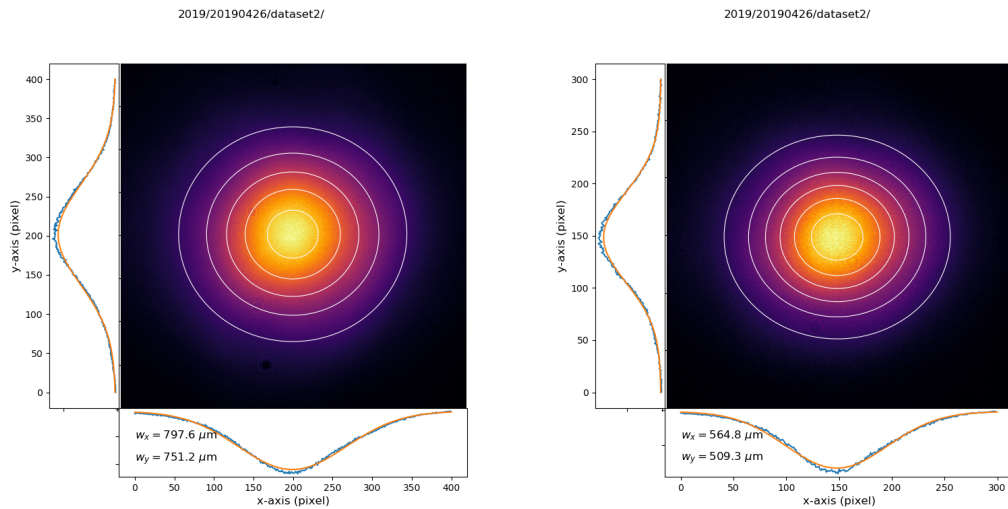 2019/20190426/dataset2/
400
350
300
250
200
150
100
50
0
y-axis (pixel)
w_x = 797.6 μm
w_y = 751.2 μm
0 50 100 150 200 250 300 350 400
x-axis (pixel)
2019/20190426/dataset2/
300
250
200
150
100
50
0
y-axis (pixel)
w_x = 564.8 μm
w_y = 509.3 μm
0 50 100 150 200 250 300
x-axis (pixel)